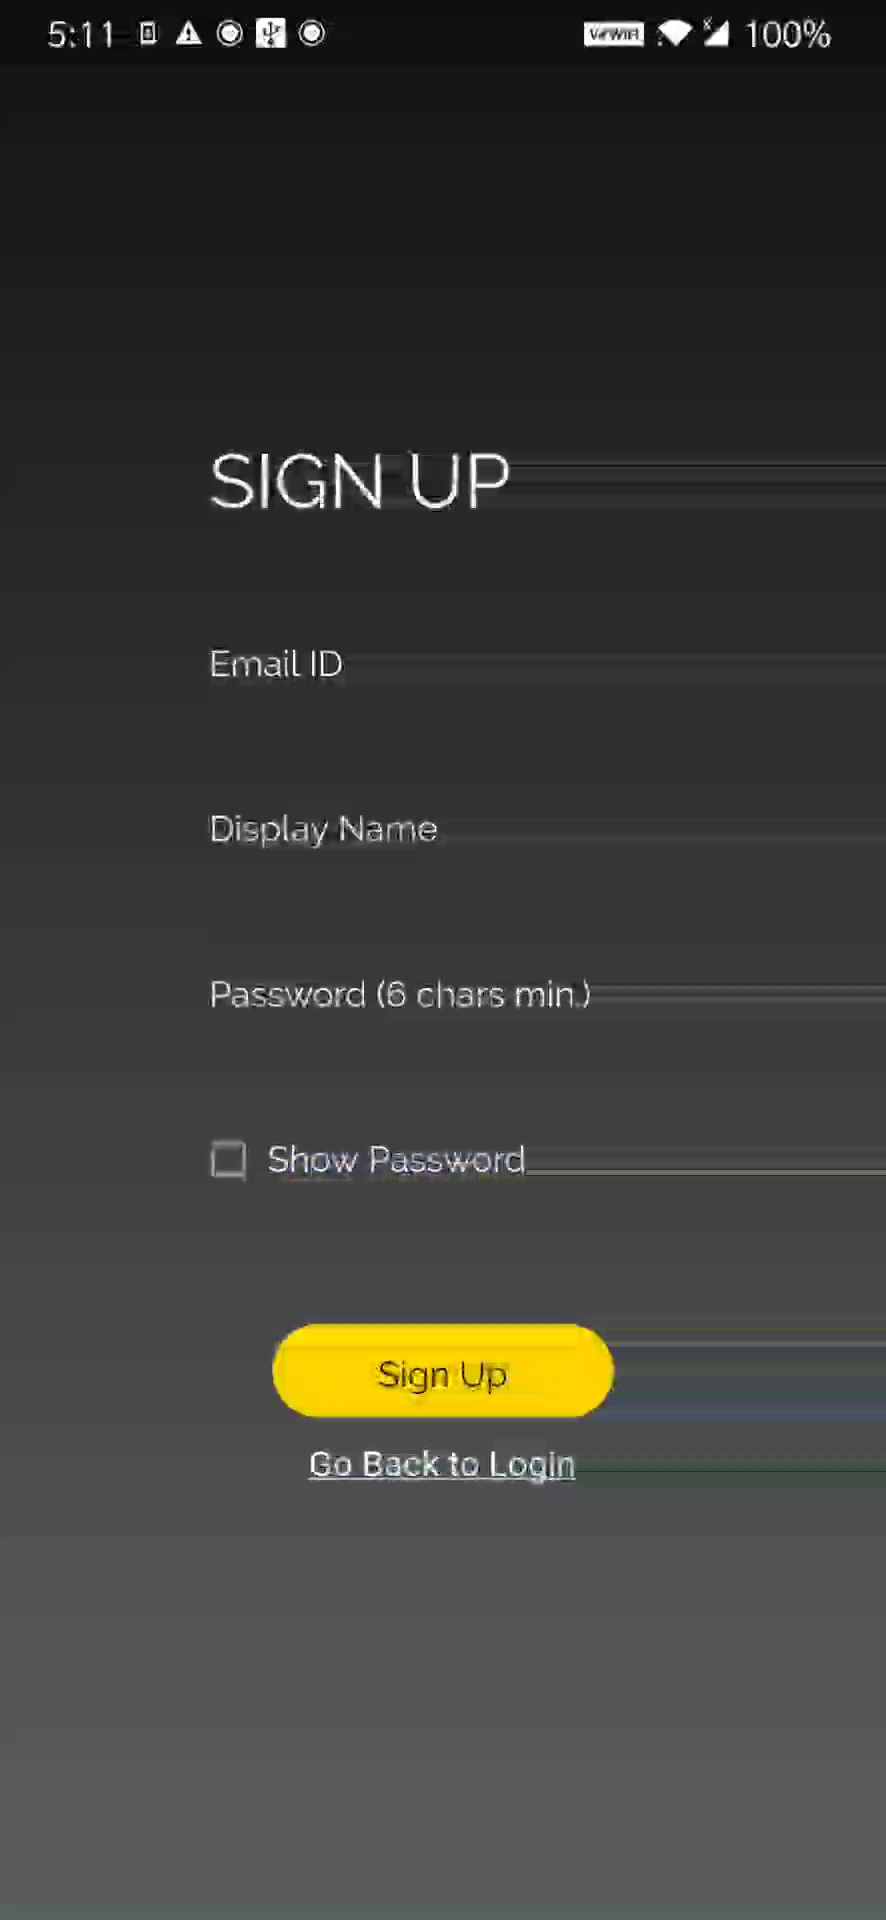 5:11 VoWiFi 100%
SIGN UP
Email ID
Display Name
Password (6 chars min.)
Show Password
Sign Up
Go Back to Login